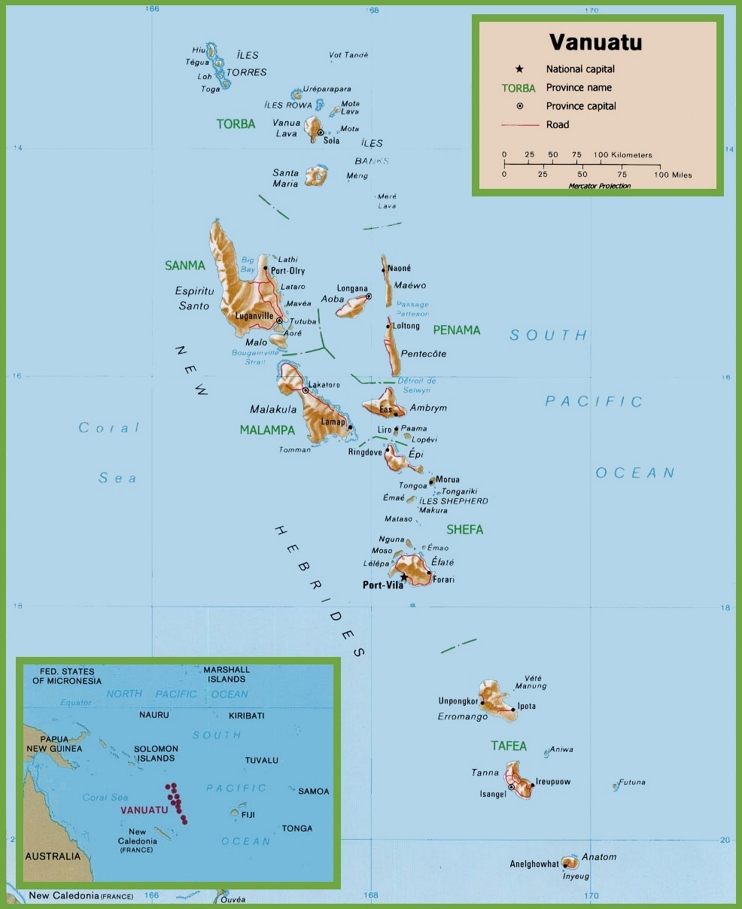 166
168
170
Vanuatu
National capital
TORBA Province name
Province capital
Road
0 25 50 75 100 Kilometers
0 25 50 75 100 Miles
Mercator Projection
Hiu
Tégua
Loh
Toga
ÎLES
TORRES
Vot Tandé
Uréparapara
ÎLES ROWA
Mota
Lava
TORBA
Vanua
Lava
Mota
Sola
ÎLES
BANKS
14
14
Santa
Maria
Mérig
Meré
Lava
SANMA
Big
Bay
Lathi
Port-Olry
Naoné
Espiritu
Santo
Lataro
Longana
Maéwo
Aoba
Mavéa
Passage
Patteson
Luganville
Tutuba
Loltong
PENAMA
SOUTH
Aoré
Malo
Bougainville
Strait
Pentecôte
NEW
16
16
Lakatoro
Détroit de
Selwyn
PACIFIC
Malakula
Eas
Ambrym
Coral
MALAMPA
Lamap
Liro
Paama
Lopévi
Tomman
Ringdove
Épi
OCEAN
Sea
Morua
Tongoa
Tongariki
Émaé
ÎLES SHEPHERD
Makura
Mataso
HEBRIDES
SHEFA
Nguna
Moso
Émao
Lélépa
Éfaté
Port-Vila
Forari
18
18
Vété
Manung
Unpongkor
Ipota
Erromango
TAFEA
Aniwa
Tanna
Ireupuow
Futuna
Isangel
20
Anelghowhat
Anatom
Inyeug
FED. STATES
OF MICRONESIA
MARSHALL
ISLANDS
NORTH PACIFIC OCEAN
Equator
NAURU
KIRIBATI
PAPUA
NEW GUINEA
SOUTH
SOLOMON
ISLANDS
TUVALU
Coral Sea
PACIFIC
SAMOA
VANUATU
FIJI
New
Caledonia
(FRANCE)
TONGA
OCEAN
AUSTRALIA
2
New Caledonia (FRANCE)
166
Ouvéa
168
170